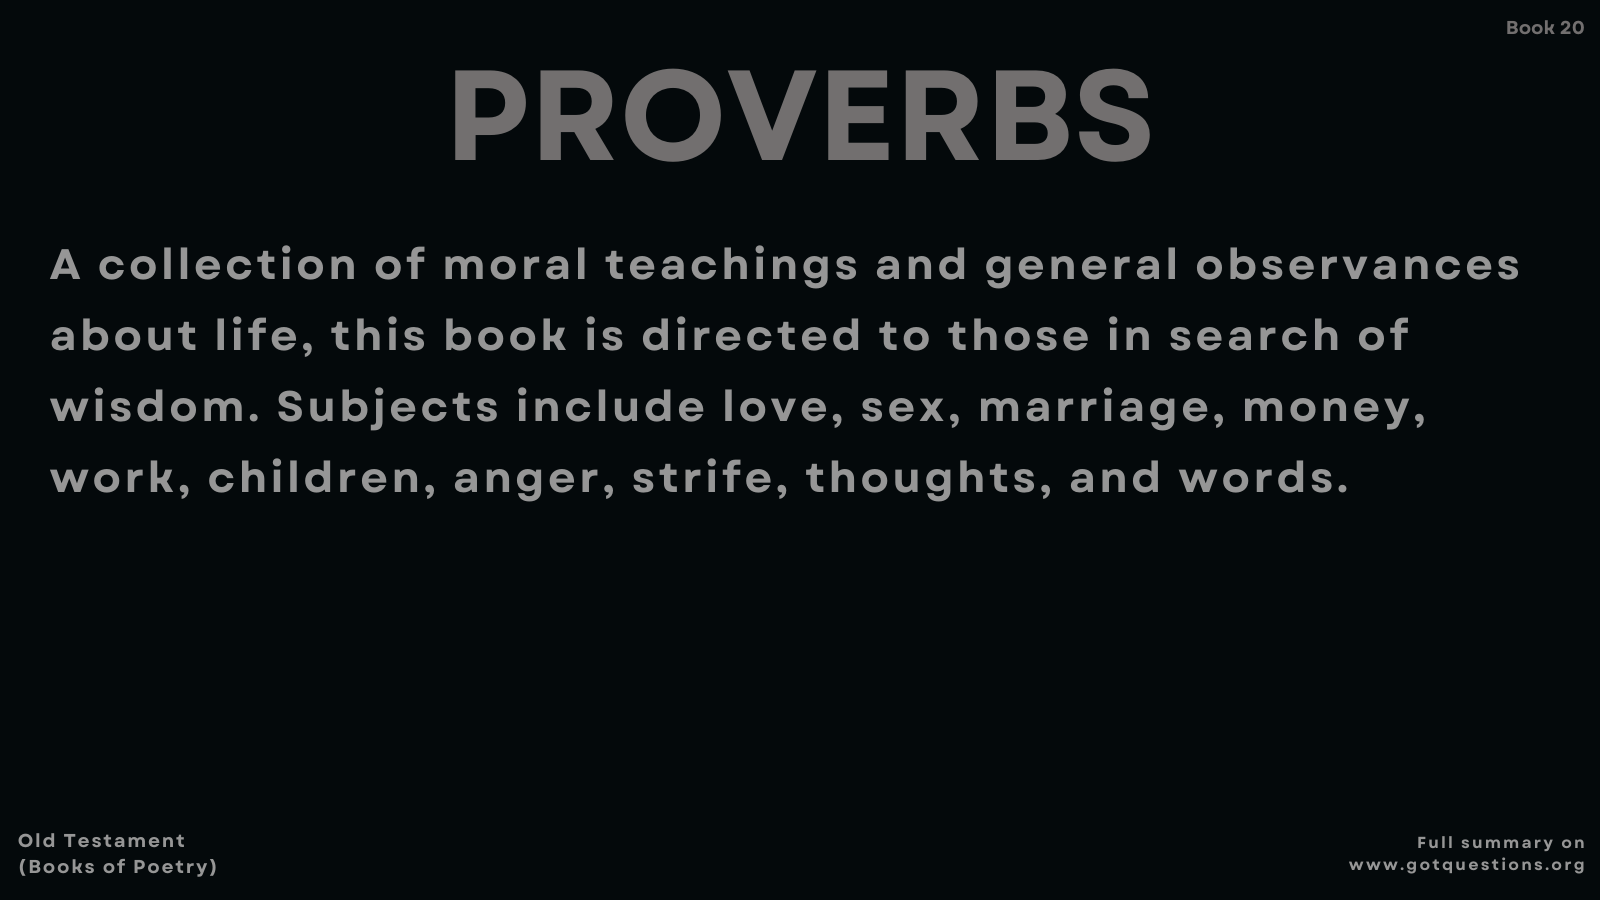 Book 20
PROVERBS
A collection of moral teachings and general observances
about life, this book is directed to those in search of
wisdom. Subjects include love, sex, marriage, money,
work, children, anger, strife, thoughts, and words.
Old Testament
(Books of Poetry)
Full summary on
www.gotquestions.org